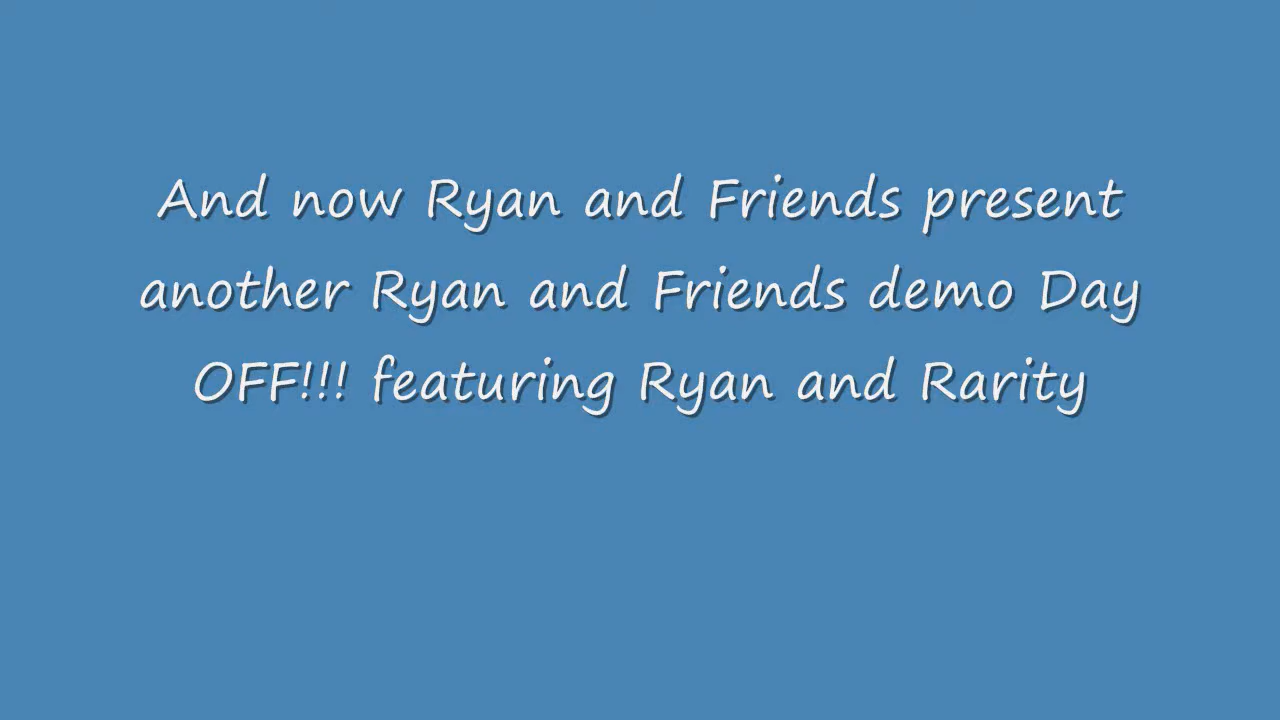 And now Ryan and Friends present
another Ryan and Friends demo Day
OFF!!! featuring Ryan and Rarity